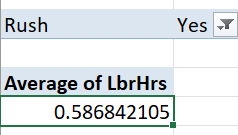 Rush Yes
Average of LbrHrs
0.586842105